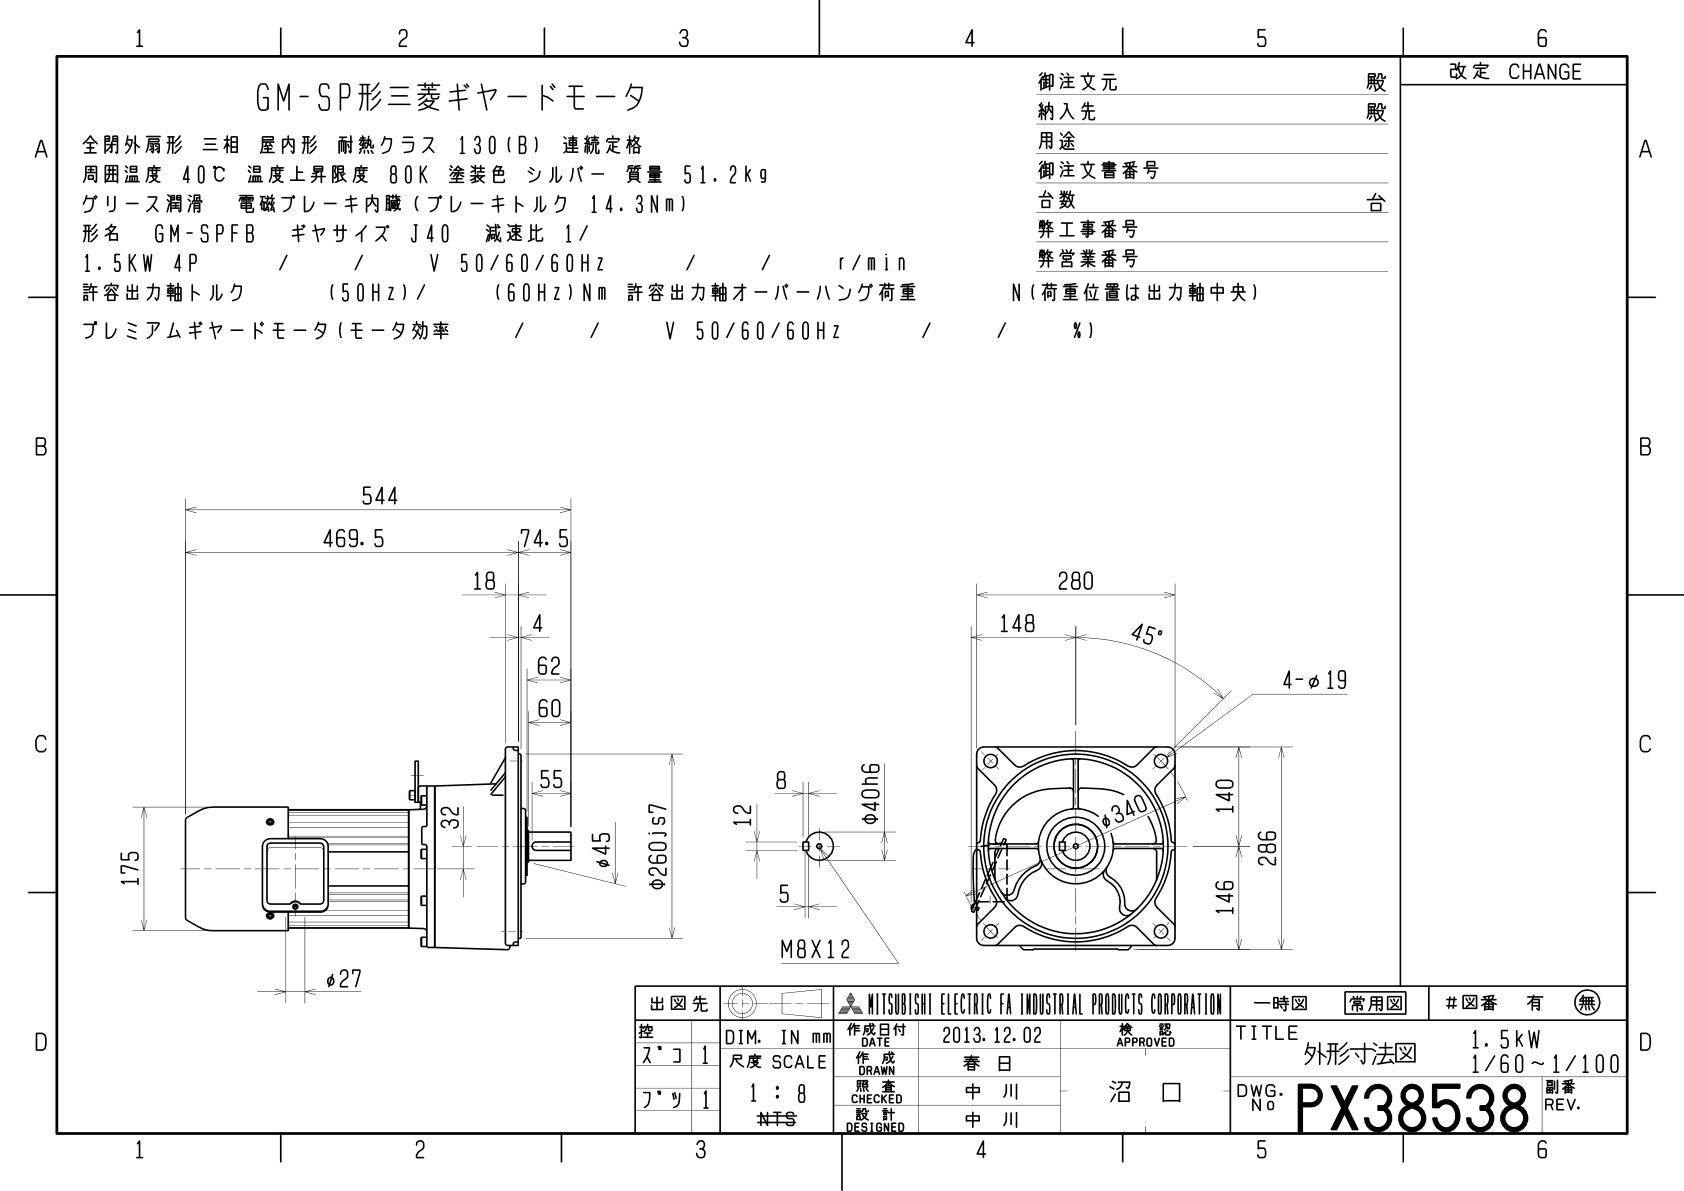 1 2 3 4 5 6
改定 CHANGE
GM-SP形三菱ギヤードモータ
全閉外扇形 三相 屋内形 耐熱クラス 130(B) 連続定格
周囲温度 40℃ 温度上昇限度 80K 塗装色 シルバー 質量 51.2kg
グリース潤滑 電磁ブレーキ内臓(ブレーキトルク 14.3Nm)
形名 GM-SPFB ギヤサイズ J40 減速比 1/
1.5KW 4P / / V 50/60/60Hz / / r/min
許容出力軸トルク (50Hz)/ (60Hz)Nm 許容出力軸オーバーハング荷重 N(荷重位置は出力軸中央)
プレミアムギヤードモータ(モータ効率 / / V 50/60/60Hz / / %)
御注文元 殿
納入先 殿
用途
御注文書番号
台数 台
弊工事番号
弊営業番号
A A
B B
C C
D D
544
469.5 74.5
18
4
62
60
55
32
175
φ27
φ45
φ260js7
8
12
5
φ40h6
M8X12
280
148 45°
4-φ19
φ340
140
286
146
出図先
控
ズコ 1
ブツ 1
DIM. IN mm
尺度 SCALE
1 : 8
NTS
MITSUBISHI ELECTRIC FA INDUSTRIAL PRODUCTS CORPORATION
作成日付 DATE 2013.12.02
作成 DRAWN 春日
照査 CHECKED 中川
設計 DESIGNED 中川
検認 APPROVED
沼口
一時図 常用図 #図番 有 無
TITLE
外形寸法図
1.5kW
1/60~1/100
DWG. No PX38538
副番 REV.
1 2 3 4 5 6